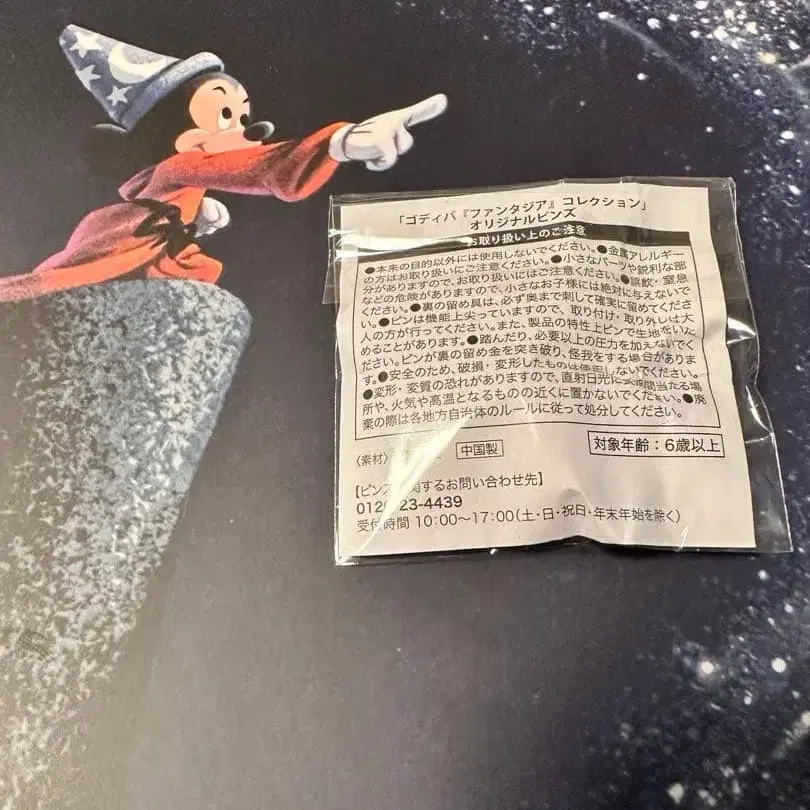 「ゴディバ『ファンタジア』コレクション」
オリジナルピンズ
お取り扱い上のご注意
●本来の目的以外には使用しないでください。●金属アレルギー
の方はお取り扱いにご注意ください。●小さなパーツや鋭利な部
分がありますので、お取り扱いにはご注意ください。●誤飲・窒息
などの危険がありますので、小さなお子様には絶対に与えないで
ください。●裏の留め具は、必ず奥まで刺して確実に留めてくださ
い。●ピンは機能上尖っていますので、取り付け・取り外しは大
人の方が行ってください。また、製品の特性上ピンで生地をいた
めることがあります。●踏んだり、必要以上の圧力を加えないでく
ださい。ピンが裏の留め金を突き破り、怪我をする場合がありま
す。●安全のため、破損・変形したものは使用しないでください。
●変形・変質の恐れがありますので、直射日光に長時間当たる場
所や、火気や高温となるものの近くに置かないでください。●廃
棄の際は各地方自治体のルールに従って処分してください。
〈素材〉 中国製 対象年齢：6歳以上
【ピンズに関するお問い合わせ先】
23-4439
受付時間 10:00〜17:00(土・日・祝日・年末年始を除く)